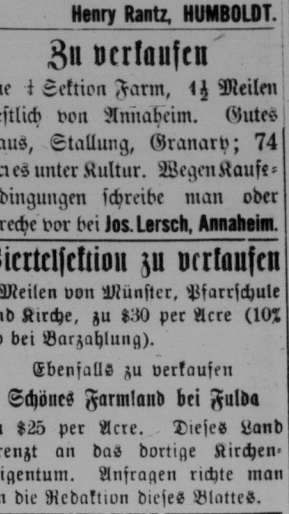 Henry Rantz, HUMBOLDT.
Zu verkaufen
ne ¼ Sektion Farm, 1½ Meilen
estlich von Annaheim. Gutes
aus, Stallung, Granary; 74
cres unter Kultur. Wegen Kaufs=
dingungen schreibe man oder
reche vor bei Jos. Lersch, Annaheim.
Viertelsektion zu verkaufen
Meilen von Münster, Pfarrschule
nd Kirche, zu $30 per Acre (10%
b bei Barzahlung).
Ebenfalls zu verkaufen
Schönes Farmland bei Fulda
u $25 per Acre. Dieses Land
renzt an das dortige Kirchen-
igentum. Anfragen richte man
n die Redaktion dieses Blattes.